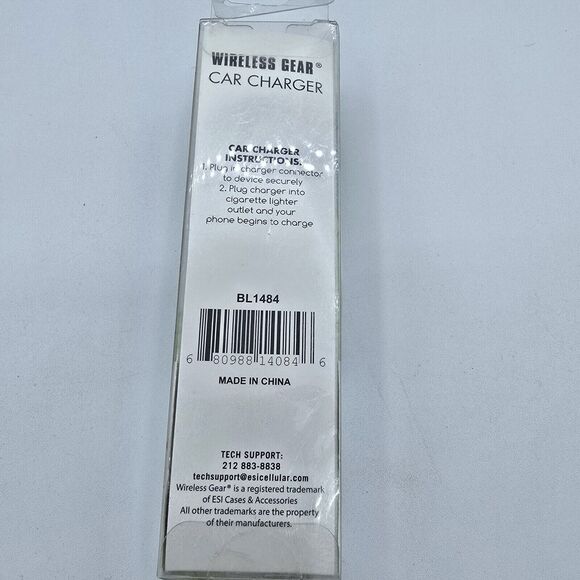 WIRELESS GEAR®
CAR CHARGER
CAR CHARGER
INSTRUCTIONS:
1. Plug in charger connector
to device securely
2. Plug charger into
cigarette lighter
outlet and your
phone begins to charge
BL1484
6 80988 14084 6
MADE IN CHINA
TECH SUPPORT:
212 883-8838
techsupport@esicellular.com
Wireless Gear® is a registered trademark
of ESI Cases & Accessories
All other trademarks are the property
of their manufacturers.